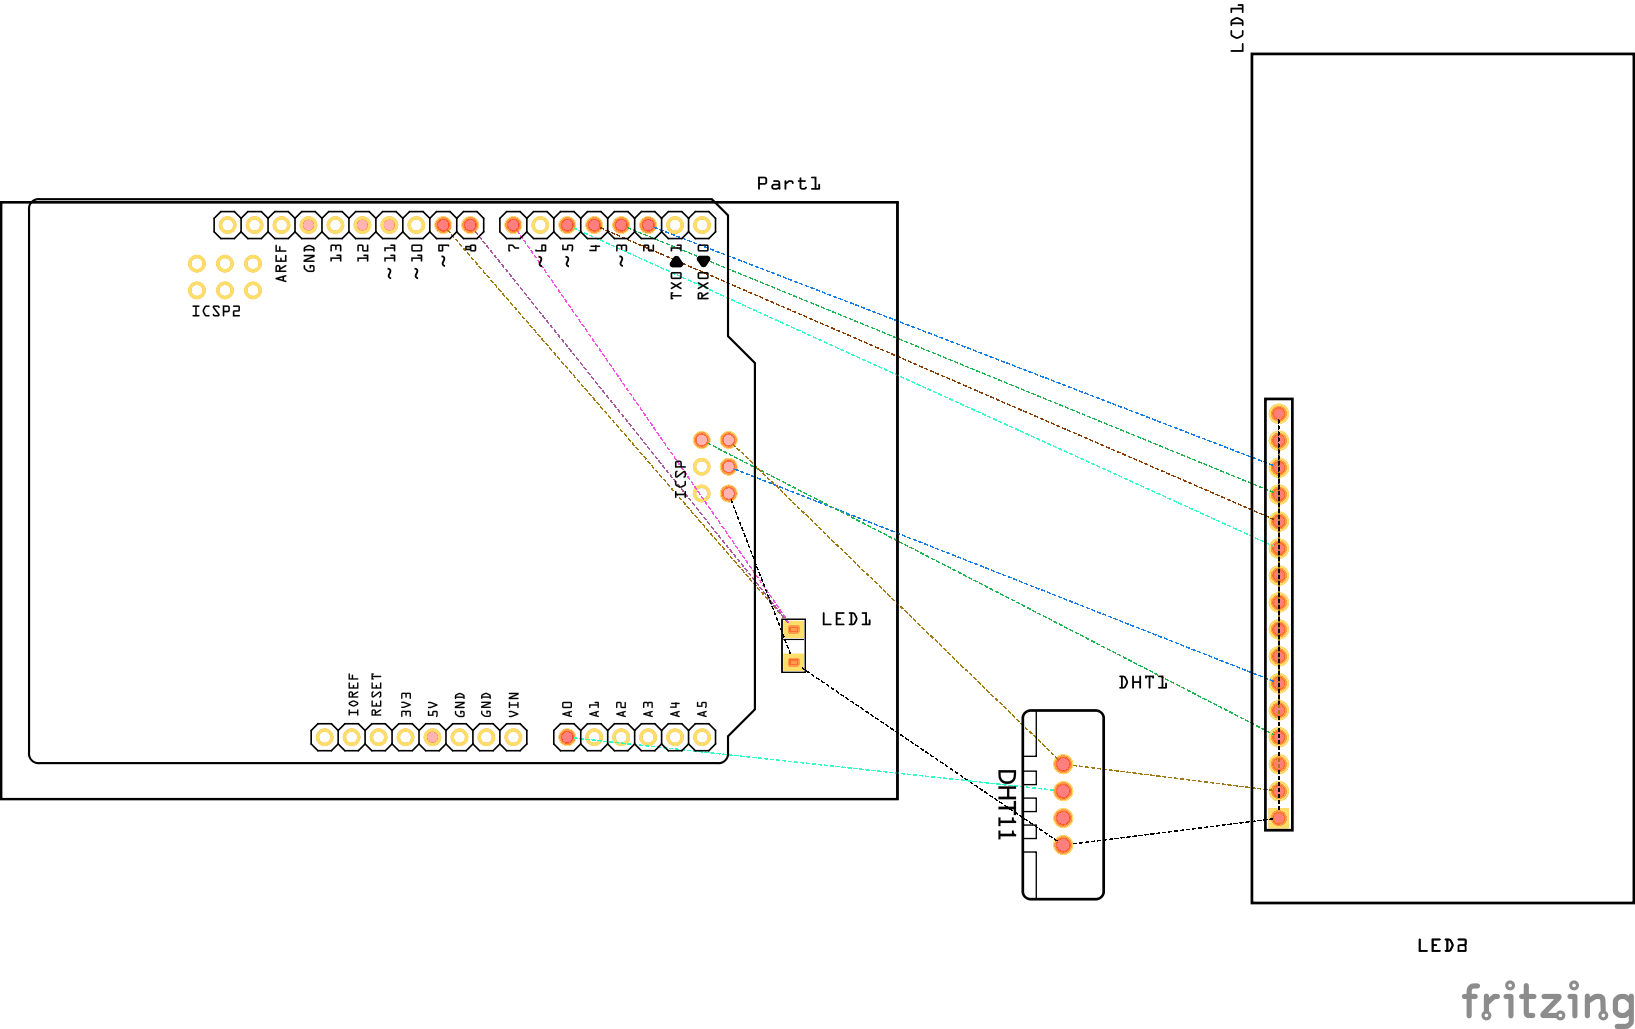 LCD1
Part1
AREF
GND
13
12
~11
~10
~9
8
7
~6
~5
4
~3
2
TX0 1
RX0 0
ICSP2
ICSP
LED1
DHT1
IOREF
RESET
3V3
5V
GND
GND
VIN
A0
A1
A2
A3
A4
A5
DHT11
LED2
fritzing